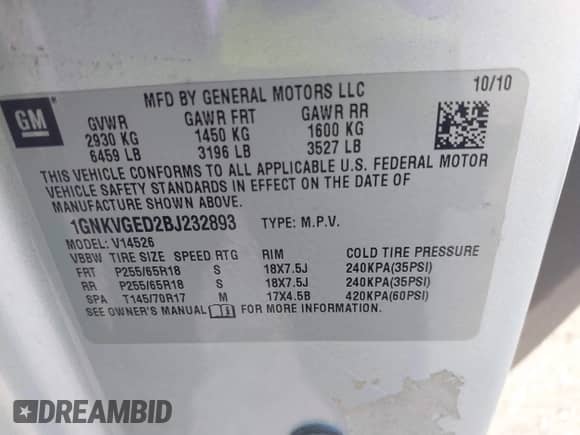 MFD BY GENERAL MOTORS LLC 10/10
GM
GVWR GAWR FRT GAWR RR
2930 KG 1450 KG 1600 KG
6459 LB 3196 LB 3527 LB
THIS VEHICLE CONFORMS TO ALL APPLICABLE U.S. FEDERAL MOTOR
VEHICLE SAFETY STANDARDS IN EFFECT ON THE DATE OF
MANUFACTURE SHOWN ABOVE.
1GNKVGED2BJ232893 TYPE: M.P.V.
MODEL: V14526
VBBW TIRE SIZE SPEED RTG RIM COLD TIRE PRESSURE
FRT P255/65R18 S 18X7.5J 240KPA(35PSI)
RR P255/65R18 S 18X7.5J 240KPA(35PSI)
SPA T145/70R17 M 17X4.5B 420KPA(60PSI)
SEE OWNER'S MANUAL FOR MORE INFORMATION.
DREAMBID